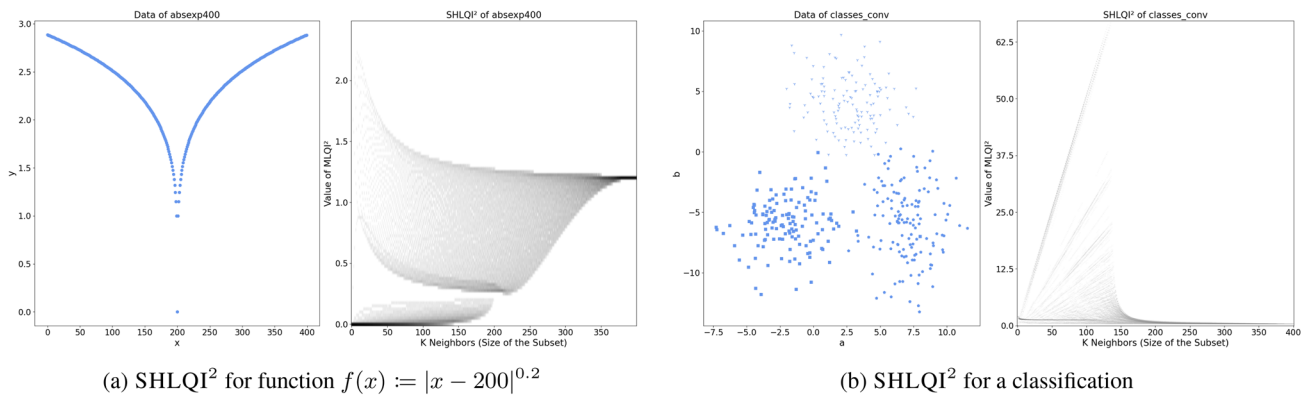 Data of absexp400
SHLQI² of absexp400
Data of classes_conv
SHLQI² of classes_conv
3.0
2.5
2.0
1.5
1.0
0.5
0.0
y
0 50 100 150 200 250 300 350 400
x
2.0
1.5
1.0
0.5
0.0
Value of MLQI²
0 50 100 150 200 250 300 350
K Neighbors (Size of the Subset)
10
5
0
−5
−10
b
−7.5 −5.0 −2.5 0.0 2.5 5.0 7.5 10.0
a
62.5
50.0
37.5
25.0
12.5
0.0
Value of MLQI²
0 50 100 150 200 250 300 350 400
K Neighbors (Size of the Subset)
(a) SHLQI² for function f(x) := |x − 200|^0.2
(b) SHLQI² for a classification